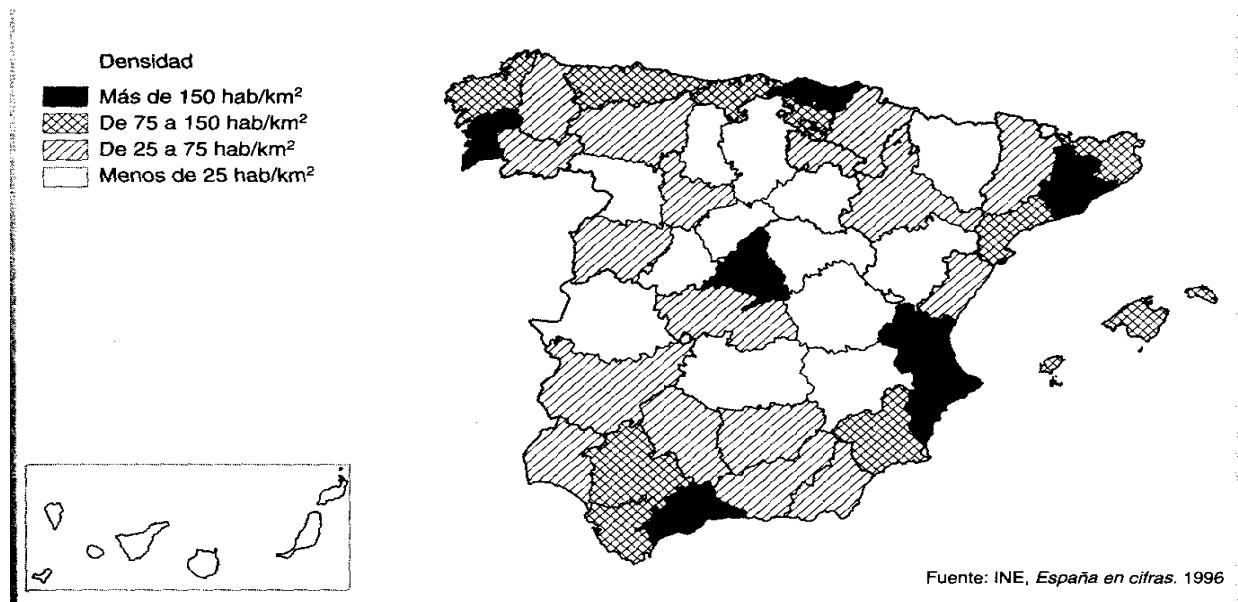 Densidad
Más de 150 hab/km²
De 75 a 150 hab/km²
De 25 a 75 hab/km²
Menos de 25 hab/km²
Fuente: INE, España en cifras. 1996